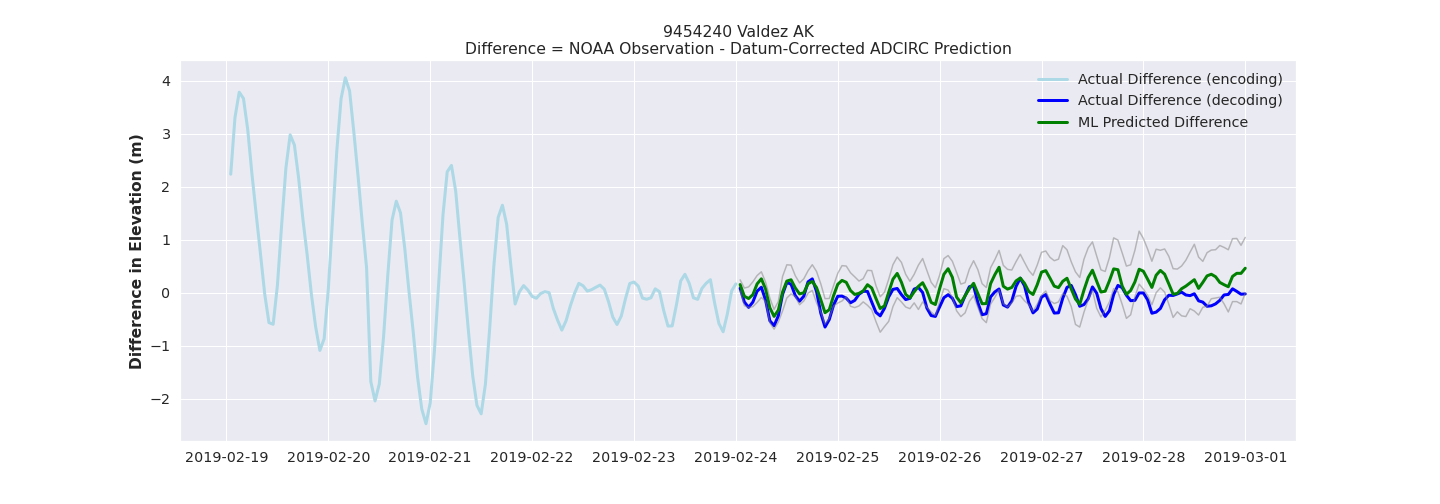 9454240 Valdez AK
Difference = NOAA Observation - Datum-Corrected ADCIRC Prediction
Actual Difference (encoding)
Actual Difference (decoding)
ML Predicted Difference
Difference in Elevation (m)
4
3
2
1
0
−1
−2
2019-02-19 2019-02-20 2019-02-21 2019-02-22 2019-02-23 2019-02-24 2019-02-25 2019-02-26 2019-02-27 2019-02-28 2019-03-01